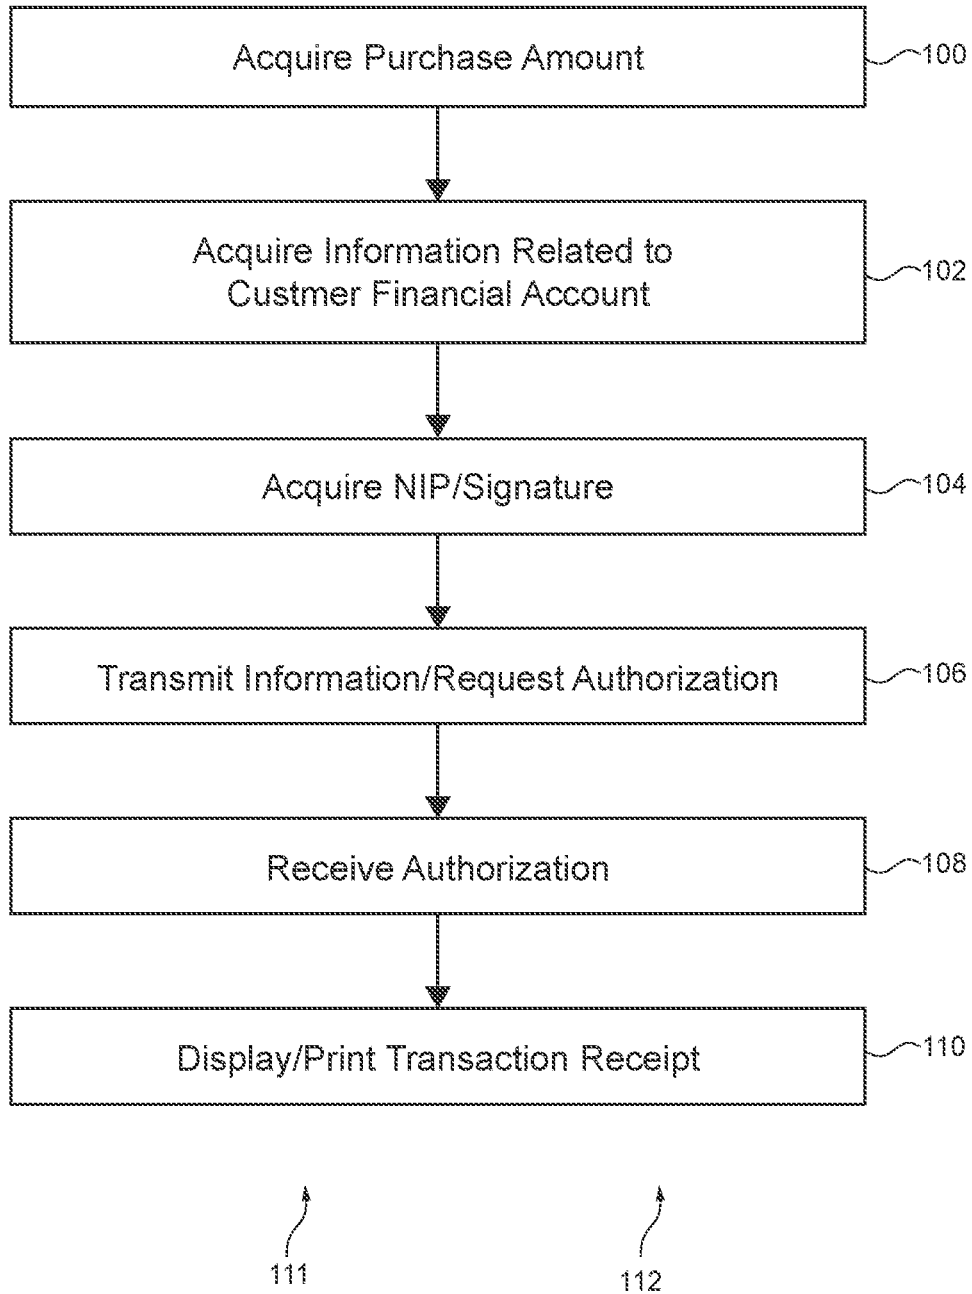 Acquire Purchase Amount
100
Acquire Information Related to
Custmer Financial Account
102
Acquire NIP/Signature
104
Transmit Information/Request Authorization
106
Receive Authorization
108
Display/Print Transaction Receipt
110
111
112